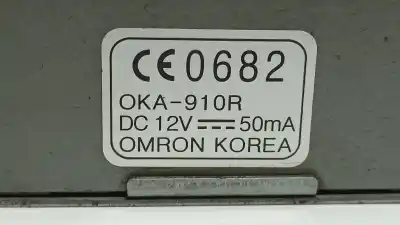 CE0682
OKA-910R
DC 12V ⎓ 50mA
OMRON KOREA